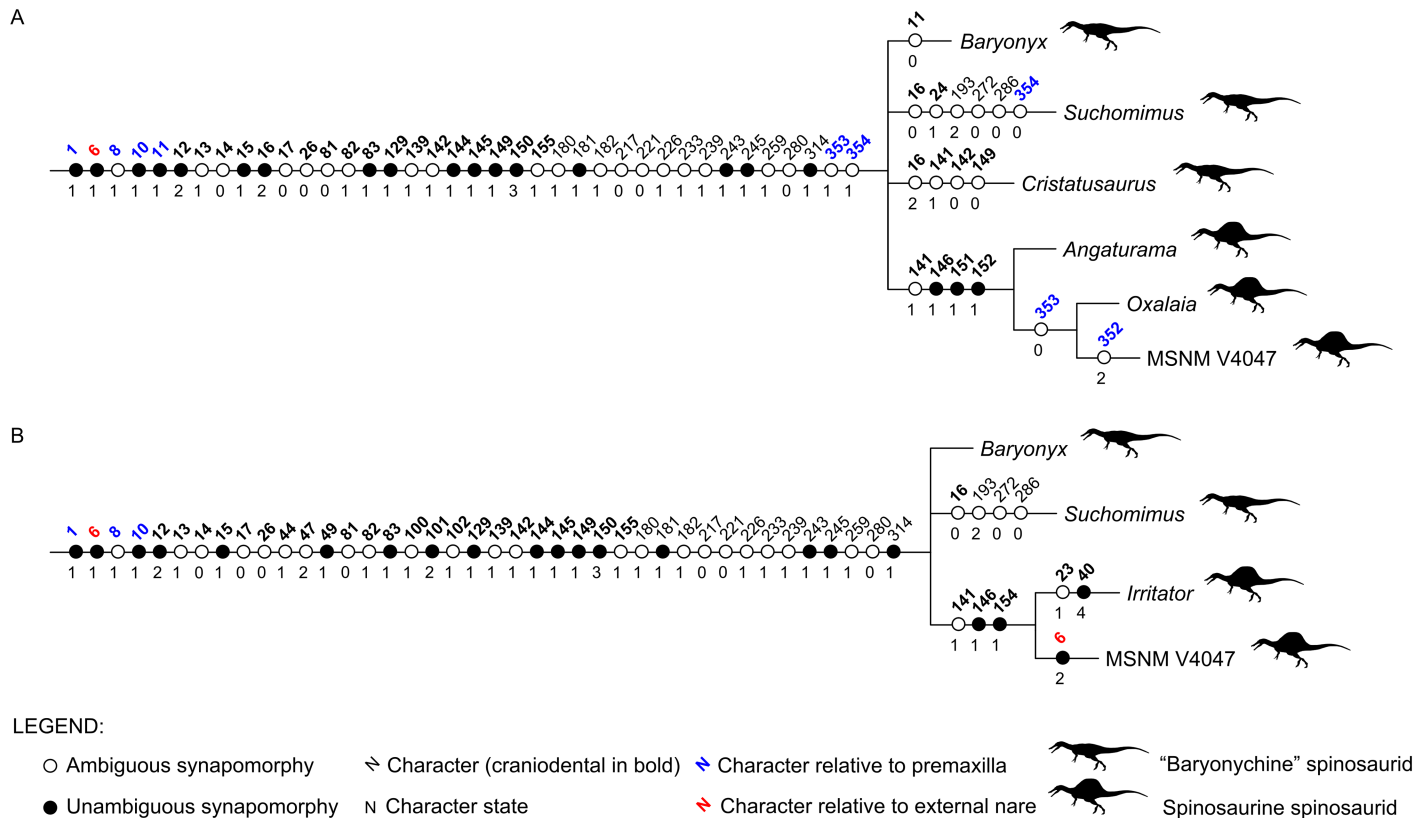 A
11
Baryonyx
0
16 24 193 272 286 354
Suchomimus
0 1 2 0 0 0
1 6 8 10 11 12 13 14 15 16 17 26 81 82 83 129 139 142 144 145 149 150 155 180 181 182 217 221 226 233 239 243 245 259 280 314 353 354
1 1 1 1 1 2 1 0 1 2 0 0 0 1 1 1 1 1 1 1 1 3 1 1 1 1 0 0 1 1 1 1 1 1 0 1 1 1
16 141 142 149
Cristatusaurus
2 1 0 0
Angaturama
141 146 151 152
1 1 1 1
Oxalaia
353
0
352
MSNM V4047
2
B
Baryonyx
16 193 272 286
Suchomimus
0 2 0 0
1 6 8 10 12 13 14 15 17 26 44 47 49 81 82 83 100 101 102 129 139 142 144 145 149 150 155 180 181 182 217 221 226 233 239 243 245 259 280 314
1 1 1 1 2 1 0 1 0 0 1 2 1 0 1 1 1 2 1 1 1 1 1 1 1 3 1 1 1 1 0 0 1 1 1 1 1 1 0 1
23 40
Irritator
1 4
141 146 154
1 1 1
6
MSNM V4047
2
LEGEND:
Ambiguous synapomorphy
N Character (craniodental in bold)
N Character relative to premaxilla
“Baryonychine” spinosaurid
Unambiguous synapomorphy
N Character state
N Character relative to external nare
Spinosaurine spinosaurid